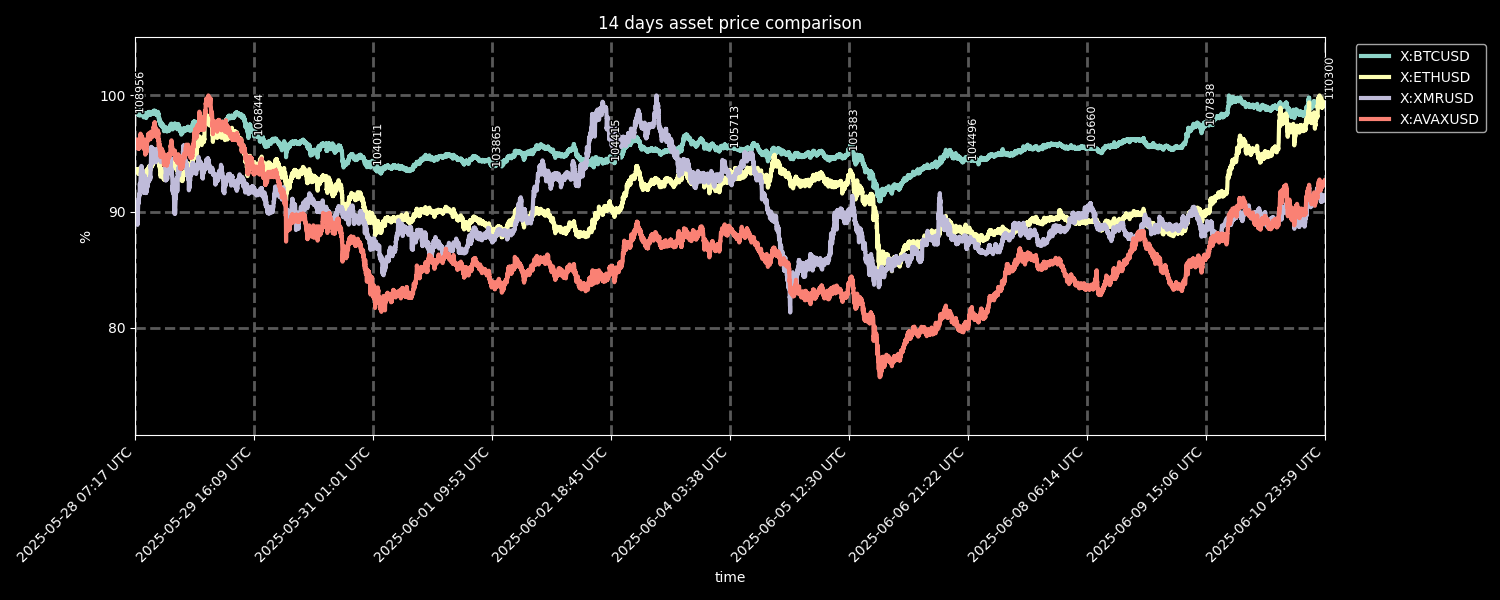 14 days asset price comparison
X:BTCUSD
X:ETHUSD
X:XMRUSD
X:AVAXUSD
%
100
90
80
108956
106844
104011
103865
104415
105713
105383
104496
105660
107838
110300
2025-05-28 07:17 UTC
2025-05-29 16:09 UTC
2025-05-31 01:01 UTC
2025-06-01 09:53 UTC
2025-06-02 18:45 UTC
2025-06-04 03:38 UTC
2025-06-05 12:30 UTC
2025-06-06 21:22 UTC
2025-06-08 06:14 UTC
2025-06-09 15:06 UTC
2025-06-10 23:59 UTC
time